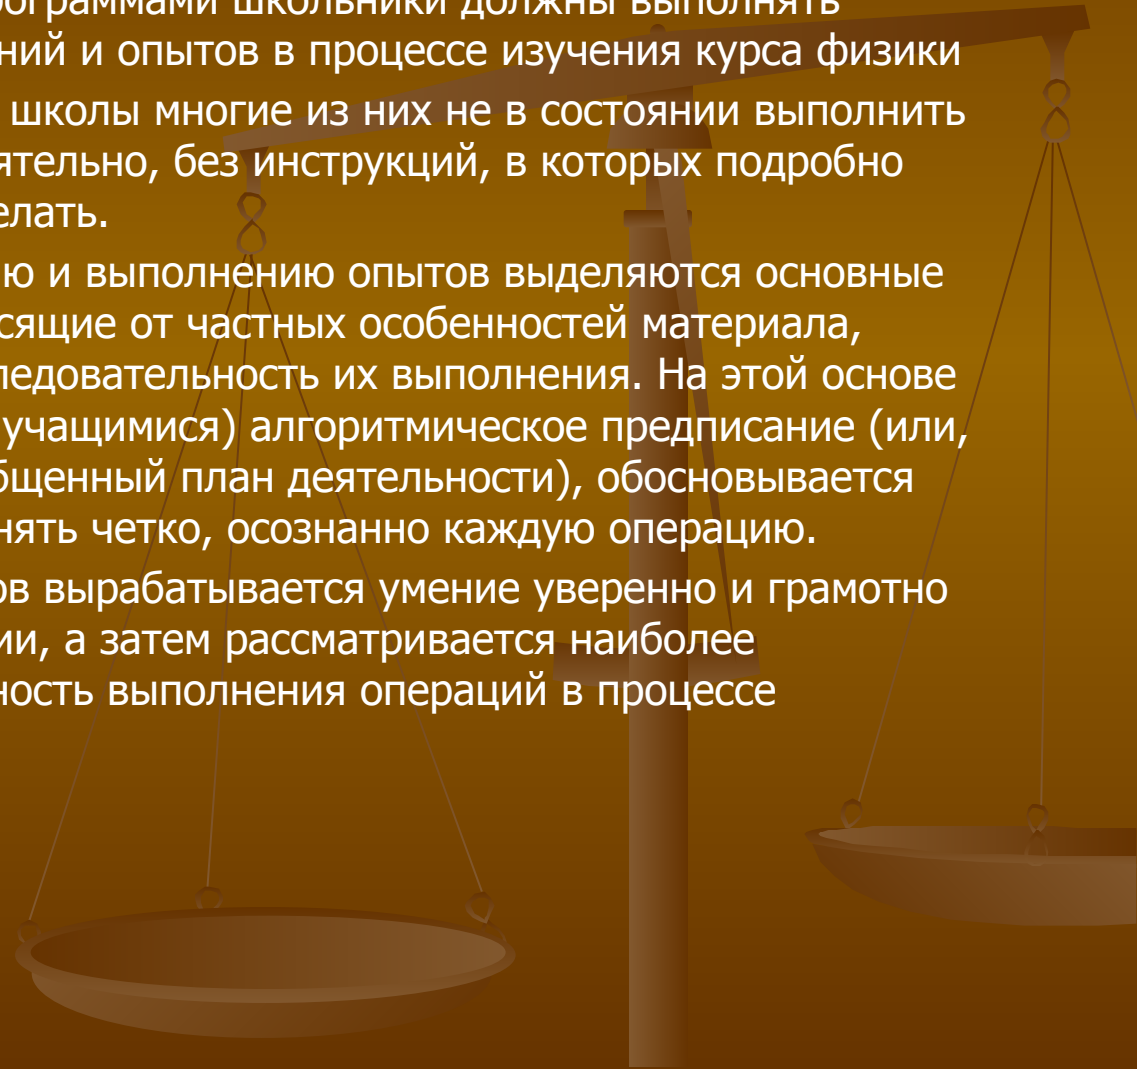 ограммами школьники должны выполнять
ний и опытов в процессе изучения курса физики
школы многие из них не в состоянии выполнить
ятельно, без инструкций, в которых подробно
елать.
ю и выполнению опытов выделяются основные
сящие от частных особенностей материала,
ледовательность их выполнения. На этой основе
учащимися) алгоритмическое предписание (или,
бщенный план деятельности), обосновывается
нять четко, осознанно каждую операцию.
ов вырабатывается умение уверенно и грамотно
ии, а затем рассматривается наиболее
ность выполнения операций в процессе